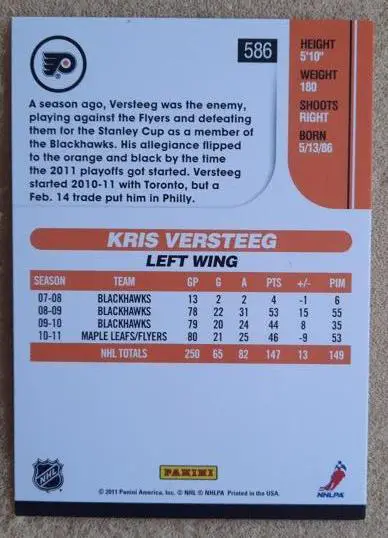 586
HEIGHT
5'10"
WEIGHT
180
SHOOTS
RIGHT
BORN
5/13/86
A season ago, Versteeg was the enemy,
playing against the Flyers and defeating
them for the Stanley Cup as a member of
the Blackhawks. His allegiance flipped
to the orange and black by the time
the 2011 playoffs got started. Versteeg
started 2010-11 with Toronto, but a
Feb. 14 trade put him in Philly.
KRIS VERSTEEG
LEFT WING
SEASON TEAM GP G A PTS +/- PIM
07-08 BLACKHAWKS 13 2 2 4 -1 6
08-09 BLACKHAWKS 78 22 31 53 15 55
09-10 BLACKHAWKS 79 20 24 44 8 35
10-11 MAPLE LEAFS/FLYERS 80 21 25 46 -9 53
NHL TOTALS 250 65 82 147 13 149
NHL
PANINI
NHLPA
© 2011 Panini America, Inc. © NHL © NHLPA Printed in the USA.